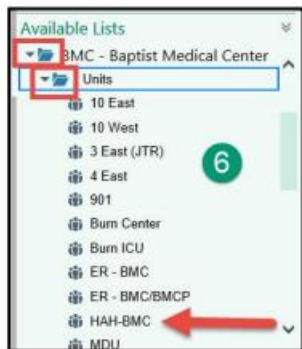 Available Lists
BMC - Baptist Medical Center
Units
10 East
10 West
3 East (JTR)
4 East
6
901
Burn Center
Burn ICU
ER - BMC
ER - BMC/BMCP
HAH-BMC
MDU